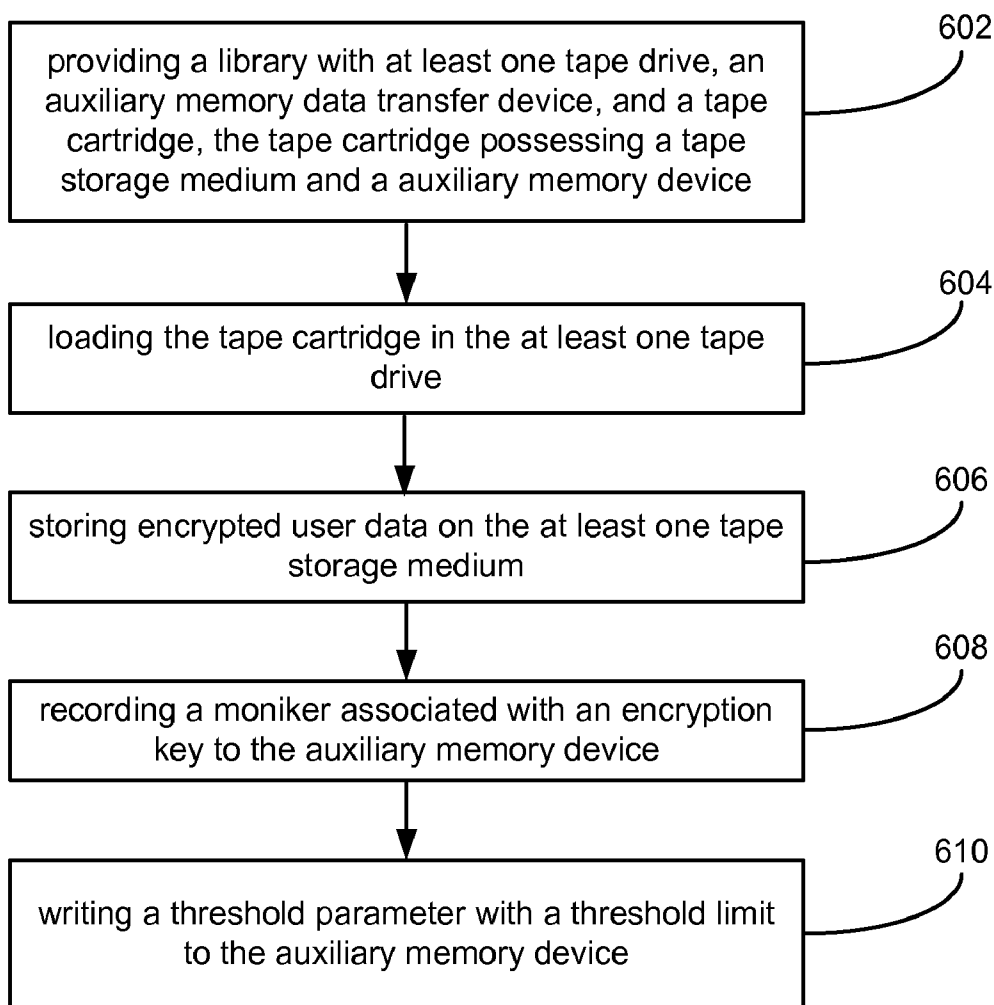 602
providing a library with at least one tape drive, an
auxiliary memory data transfer device, and a tape
cartridge, the tape cartridge possessing a tape
storage medium and a auxiliary memory device
604
loading the tape cartridge in the at least one tape
drive
606
storing encrypted user data on the at least one tape
storage medium
608
recording a moniker associated with an encryption
key to the auxiliary memory device
610
writing a threshold parameter with a threshold limit
to the auxiliary memory device